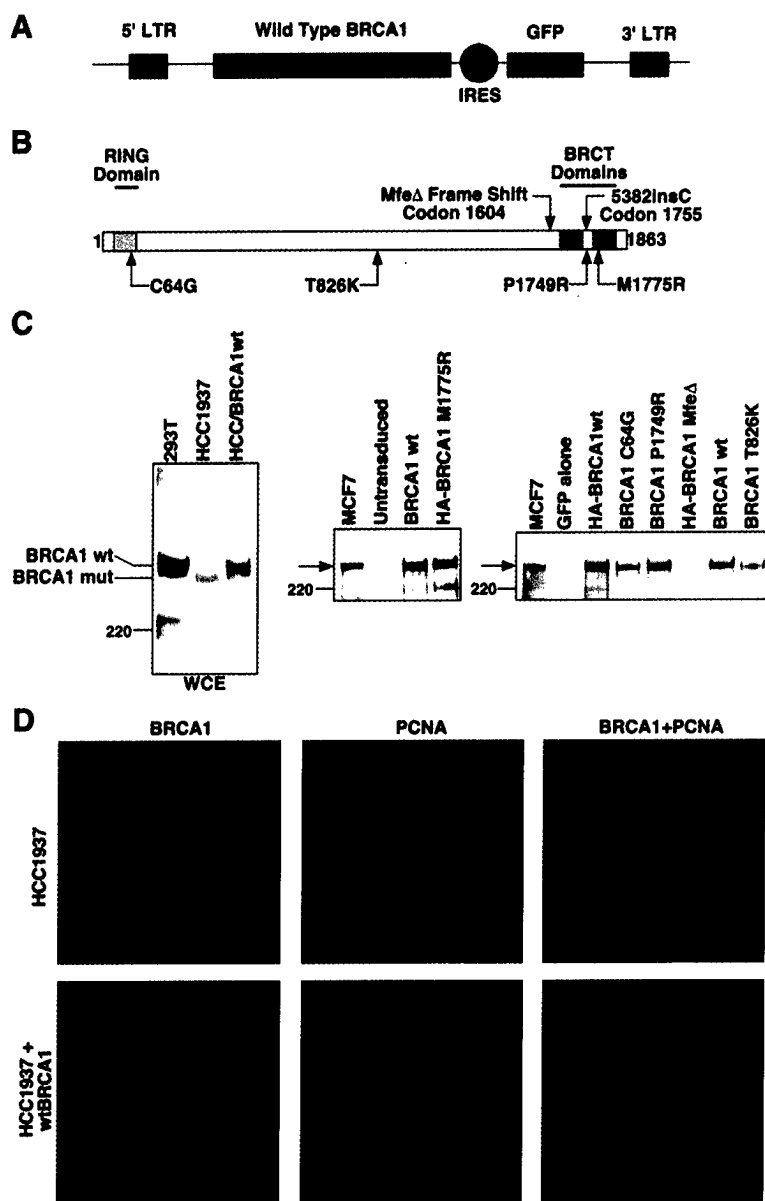 A
5' LTR
Wild Type BRCA1
GFP
3' LTR
IRES
B
RING
Domain
BRCT
Domains
MfeΔ Frame Shift
Codon 1604
5382insC
Codon 1755
1
1863
C64G
T826K
P1749R
M1775R
C
293T
HCC1937
HCC/BRCA1wt
BRCA1 wt
BRCA1 mut
220
WCE
MCF7
Untransduced
BRCA1 wt
HA-BRCA1 M1775R
220
MCF7
GFP alone
HA-BRCA1wt
BRCA1 C64G
BRCA1 P1749R
HA-BRCA1 MfeΔ
BRCA1 wt
BRCA1 T826K
220
D
BRCA1
PCNA
BRCA1+PCNA
HCC1937
HCC1937 +
wtBRCA1